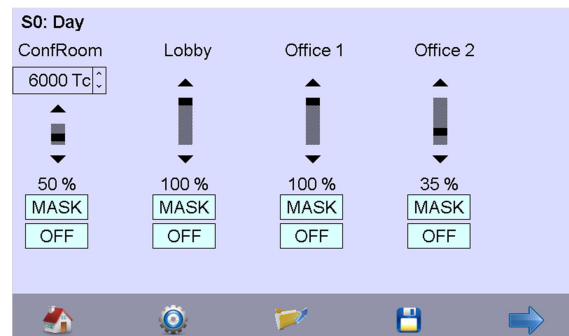 S0: Day
ConfRoom Lobby Office 1 Office 2
6000 Tc
50 % 100 % 100 % 35 %
MASK MASK MASK MASK
OFF OFF OFF OFF